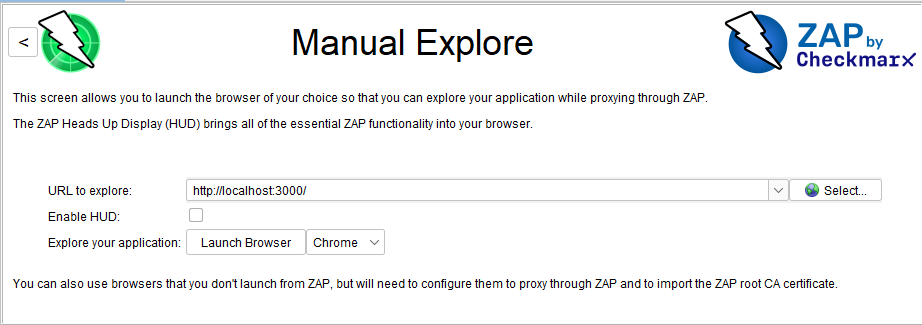 <
Manual Explore
ZAP by
Checkmarx
This screen allows you to launch the browser of your choice so that you can explore your application while proxying through ZAP.
The ZAP Heads Up Display (HUD) brings all of the essential ZAP functionality into your browser.
URL to explore: http://localhost:3000/ Select...
Enable HUD:
Explore your application: Launch Browser Chrome
You can also use browsers that you don't launch from ZAP, but will need to configure them to proxy through ZAP and to import the ZAP root CA certificate.